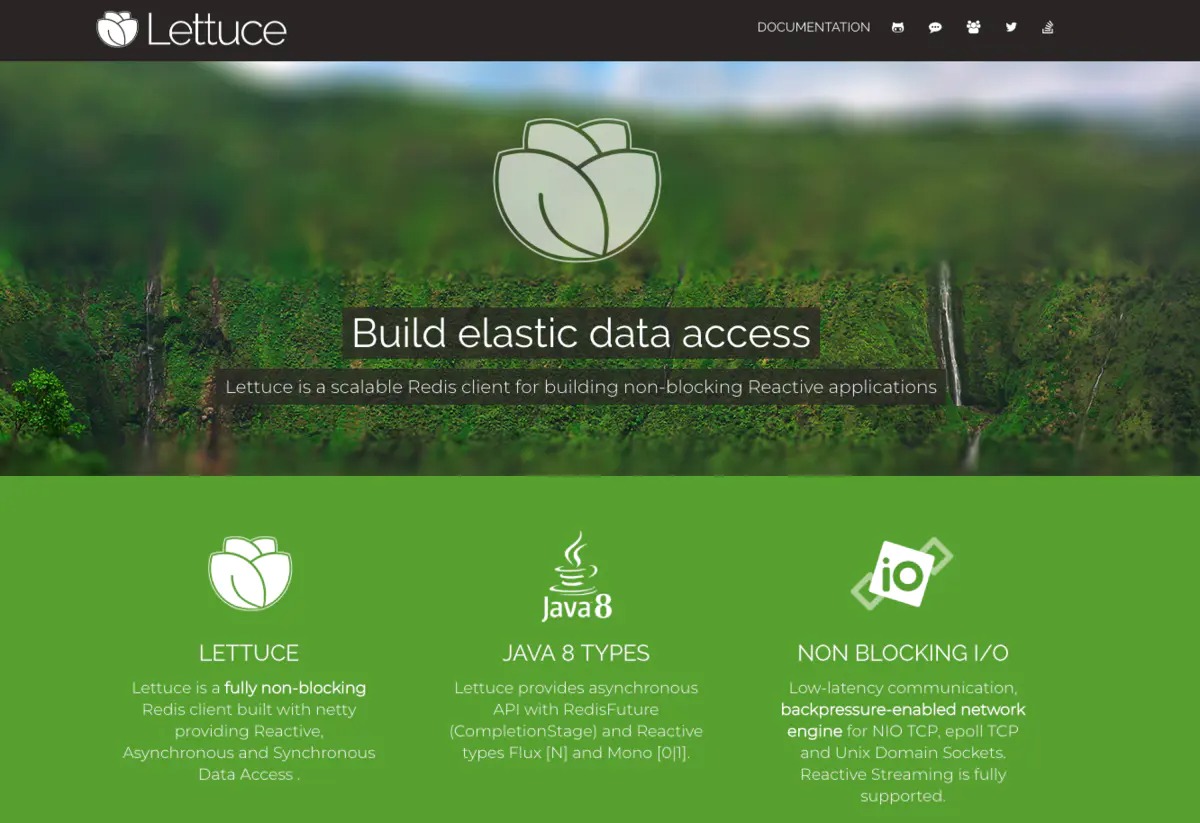 Lettuce
DOCUMENTATION
Build elastic data access
Lettuce is a scalable Redis client for building non-blocking Reactive applications
LETTUCE
Lettuce is a fully non-blocking
Redis client built with netty
providing Reactive,
Asynchronous and Synchronous
Data Access .
Java 8
JAVA 8 TYPES
Lettuce provides asynchronous
API with RedisFuture
(CompletionStage) and Reactive
types Flux [N] and Mono [0|1].
iO
NON BLOCKING I/O
Low-latency communication,
backpressure-enabled network
engine for NIO TCP, epoll TCP
and Unix Domain Sockets.
Reactive Streaming is fully
supported.